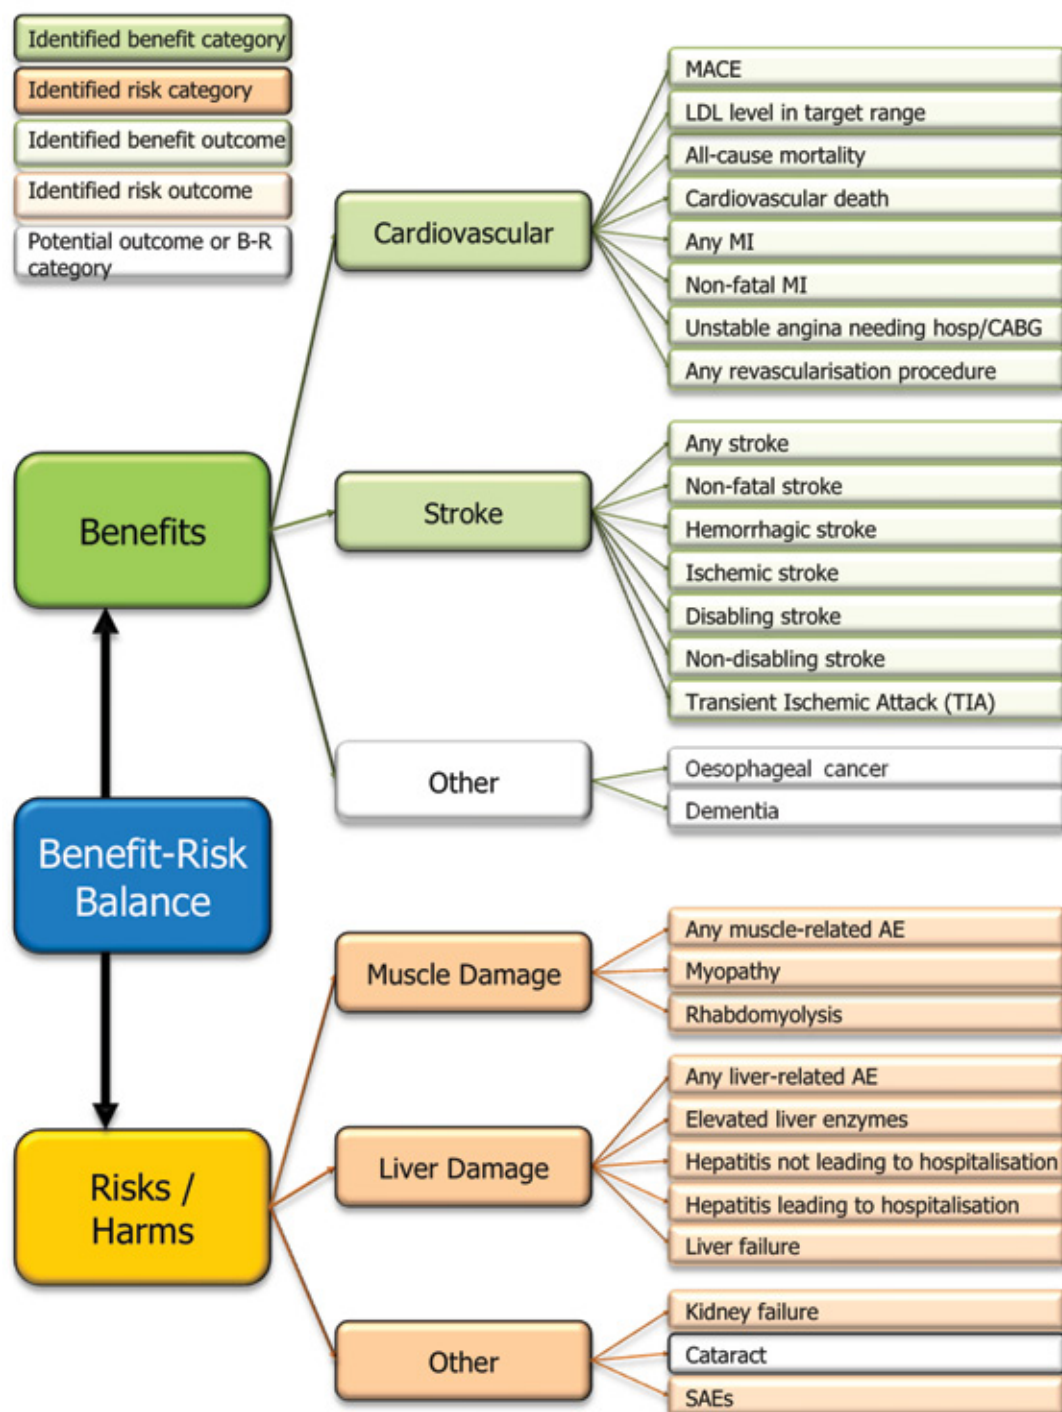 Identified benefit category
Identified risk category
Identified benefit outcome
Identified risk outcome
Potential outcome or B-R
category
Benefits
Benefit-Risk
Balance
Risks /
Harms
Cardiovascular
MACE
LDL level in target range
All-cause mortality
Cardiovascular death
Any MI
Non-fatal MI
Unstable angina needing hosp/CABG
Any revascularisation procedure
Stroke
Any stroke
Non-fatal stroke
Hemorrhagic stroke
Ischemic stroke
Disabling stroke
Non-disabling stroke
Transient Ischemic Attack (TIA)
Other
Oesophageal cancer
Dementia
Muscle Damage
Any muscle-related AE
Myopathy
Rhabdomyolysis
Liver Damage
Any liver-related AE
Elevated liver enzymes
Hepatitis not leading to hospitalisation
Hepatitis leading to hospitalisation
Liver failure
Other
Kidney failure
Cataract
SAEs